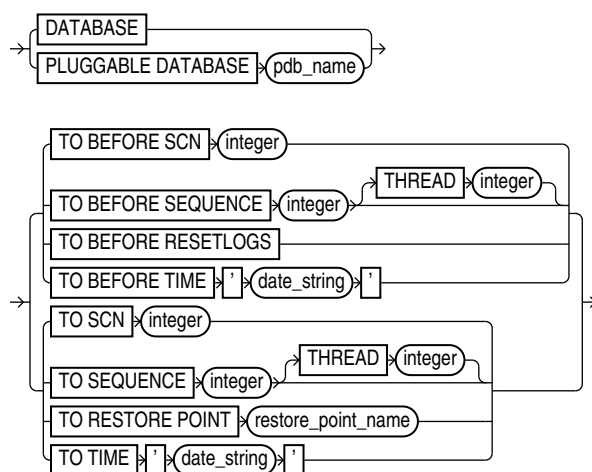 DATABASE
PLUGGABLE DATABASE pdb_name
TO BEFORE SCN integer
THREAD integer
TO BEFORE SEQUENCE integer
TO BEFORE RESETLOGS
TO BEFORE TIME ' date_string '
TO SCN integer
THREAD integer
TO SEQUENCE integer
TO RESTORE POINT restore_point_name
TO TIME ' date_string '